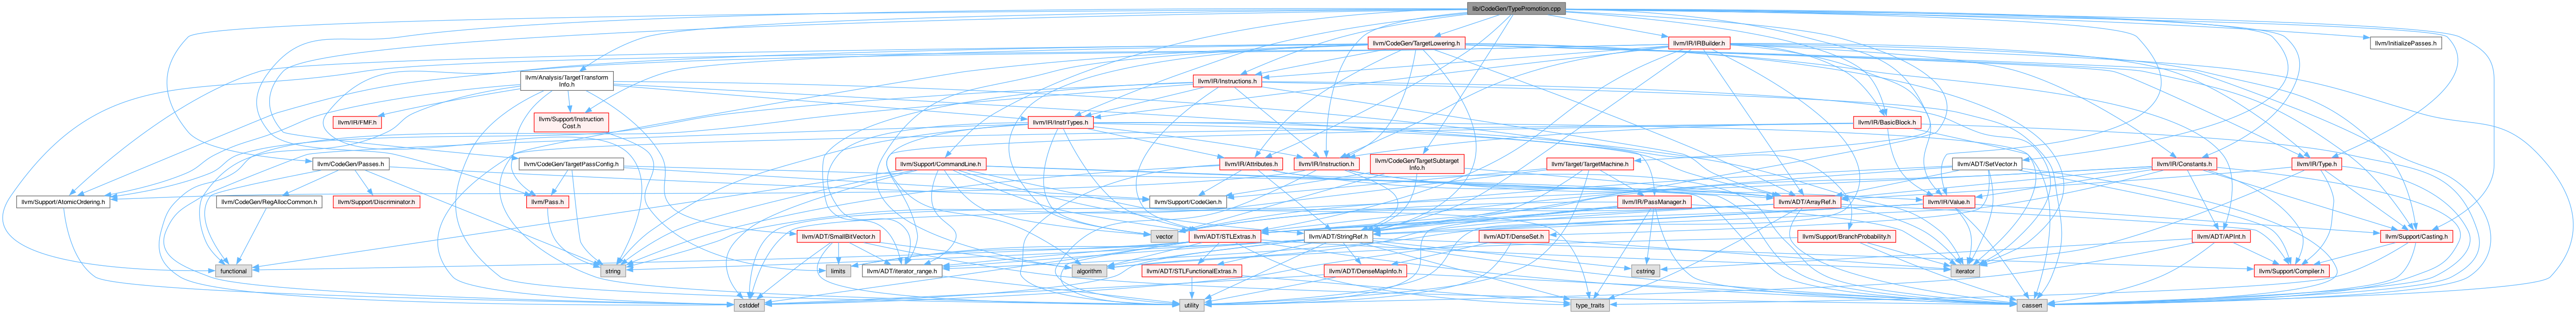 lib/CodeGen/TypePromotion.cpp
llvm/CodeGen/TargetLowering.h
llvm/IR/IRBuilder.h
llvm/InitializePasses.h
llvm/Analysis/TargetTransform
Info.h
llvm/IR/Instructions.h
llvm/IR/FMF.h
llvm/Support/Instruction
Cost.h
llvm/IR/InstrTypes.h
llvm/IR/BasicBlock.h
llvm/CodeGen/Passes.h
llvm/CodeGen/TargetPassConfig.h
llvm/Support/CommandLine.h
llvm/IR/Attributes.h
llvm/IR/Instruction.h
llvm/CodeGen/TargetSubtarget
Info.h
llvm/Target/TargetMachine.h
llvm/ADT/SetVector.h
llvm/IR/Constants.h
llvm/IR/Type.h
llvm/Support/AtomicOrdering.h
llvm/CodeGen/RegAllocCommon.h
llvm/Support/Discriminator.h
llvm/Pass.h
llvm/Support/CodeGen.h
llvm/IR/PassManager.h
llvm/ADT/ArrayRef.h
llvm/IR/Value.h
vector
llvm/ADT/SmallBitVector.h
llvm/ADT/STLExtras.h
llvm/ADT/StringRef.h
llvm/ADT/DenseSet.h
llvm/Support/BranchProbability.h
llvm/ADT/APInt.h
llvm/Support/Casting.h
functional
string
limits
llvm/ADT/iterator_range.h
algorithm
llvm/ADT/STLFunctionalExtras.h
llvm/ADT/DenseMapInfo.h
cstring
iterator
llvm/Support/Compiler.h
cstddef
utility
type_traits
cassert